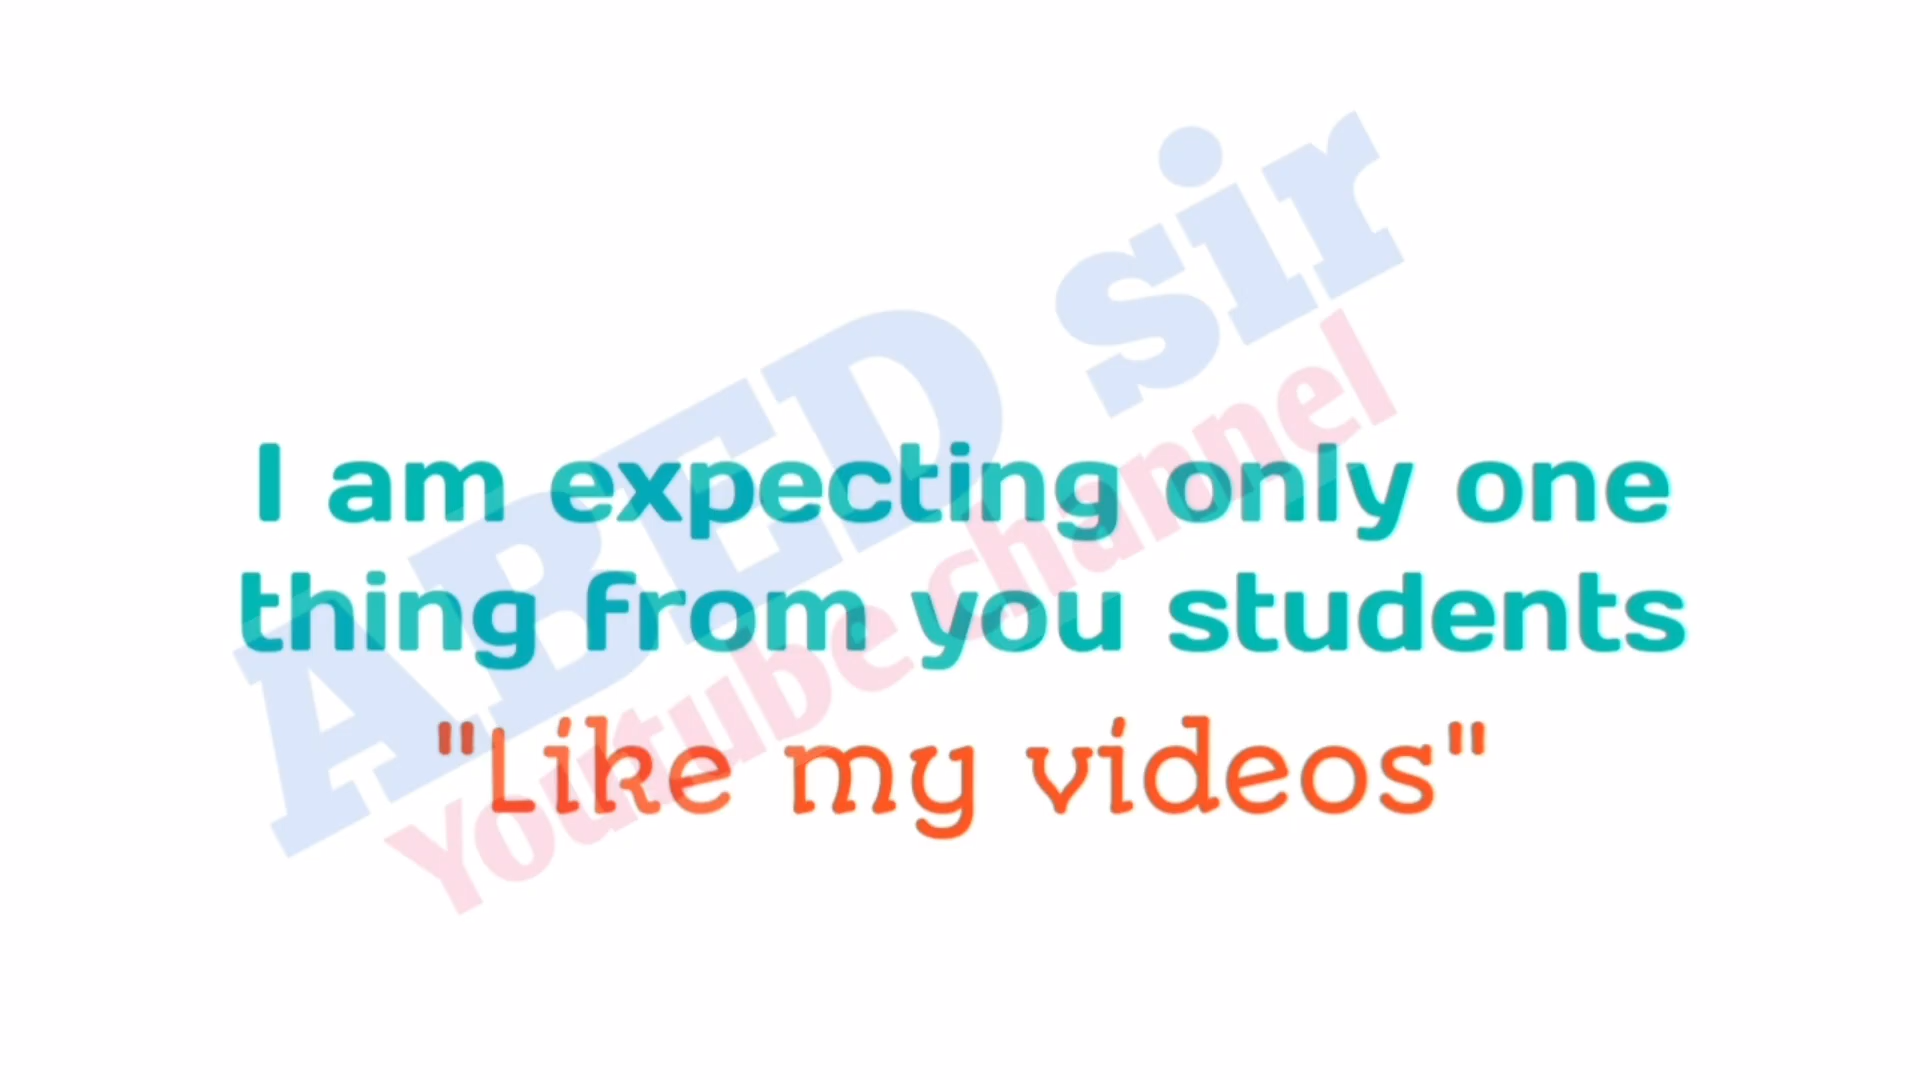 ABED sir
Youtube channel
I am expecting only one
thing from you students
"Like my videos"